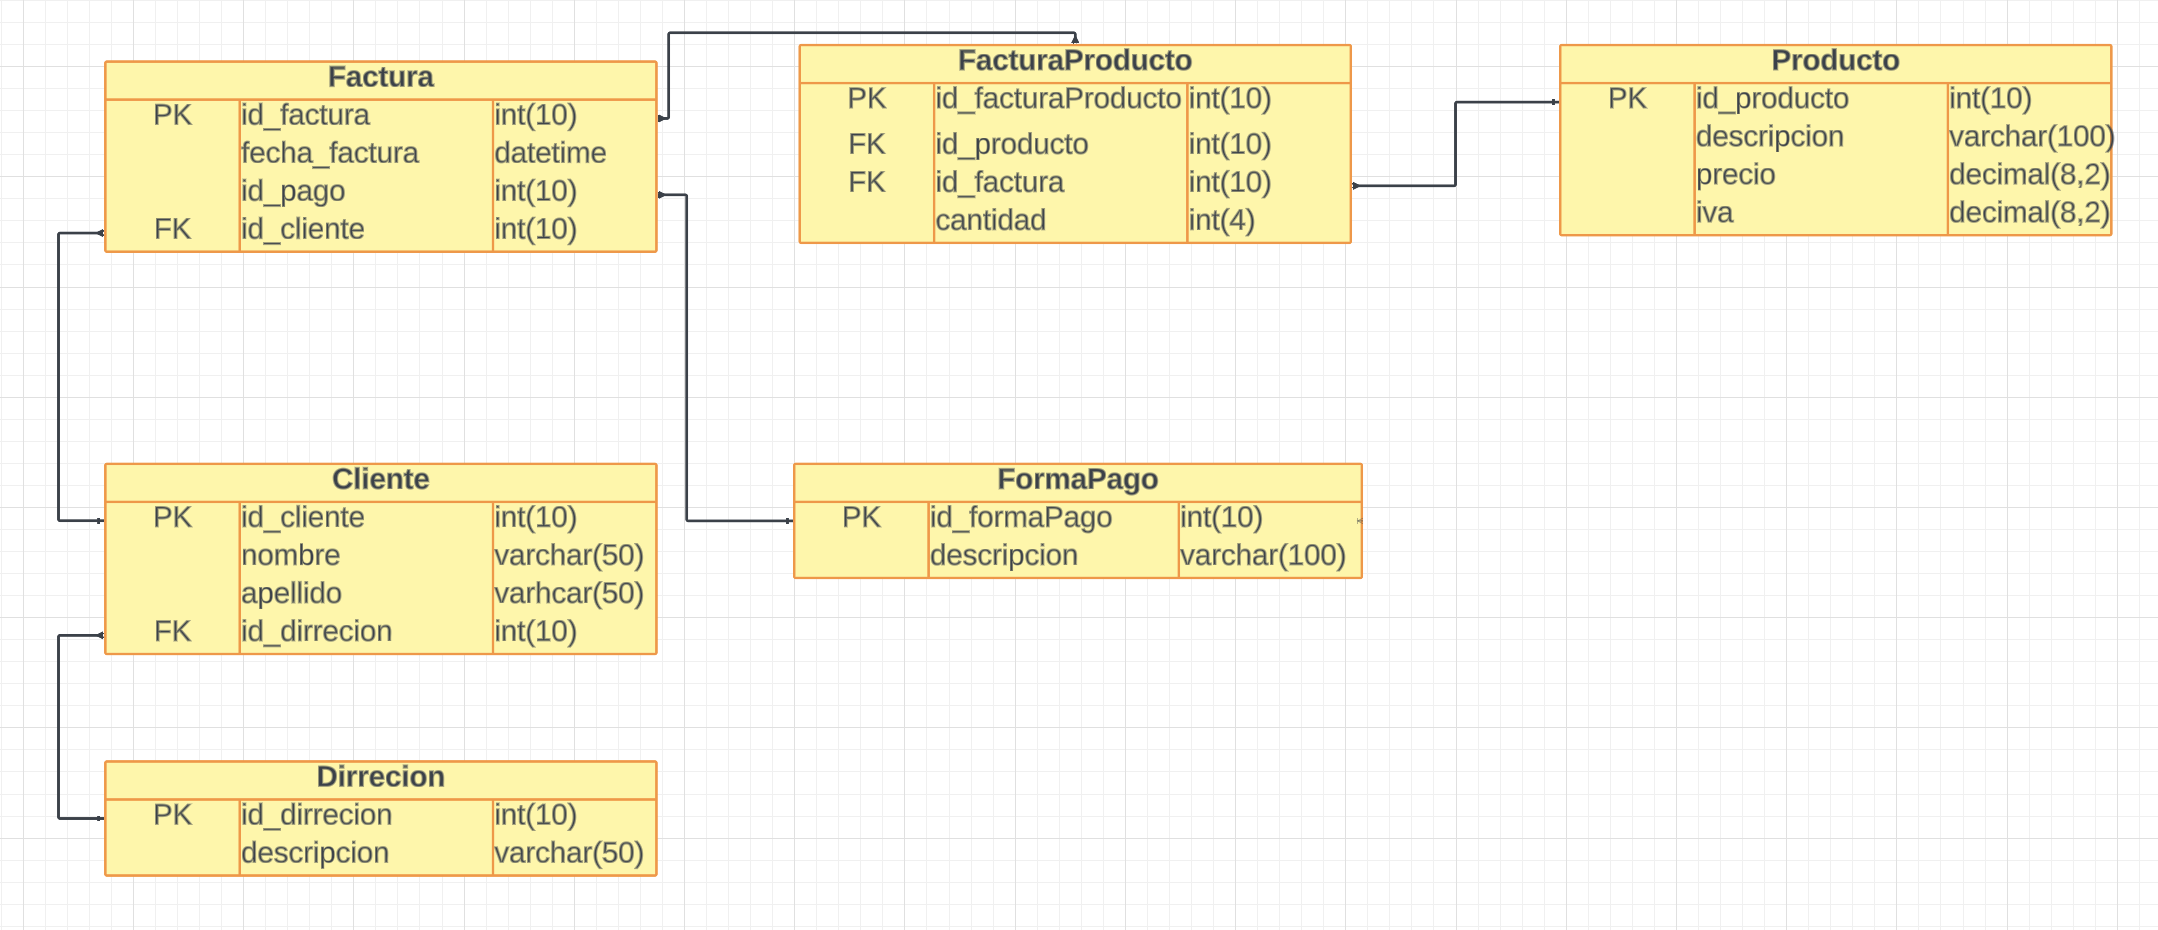 Factura
PK id_factura int(10)
fecha_factura datetime
id_pago int(10)
FK id_cliente int(10)
FacturaProducto
PK id_facturaProducto int(10)
FK id_producto int(10)
FK id_factura int(10)
cantidad int(4)
Producto
PK id_producto int(10)
descripcion varchar(100)
precio decimal(8,2)
iva decimal(8,2)
Cliente
PK id_cliente int(10)
nombre varchar(50)
apellido varhcar(50)
FK id_dirrecion int(10)
FormaPago
PK id_formaPago int(10)
descripcion varchar(100)
Dirrecion
PK id_dirrecion int(10)
descripcion varchar(50)